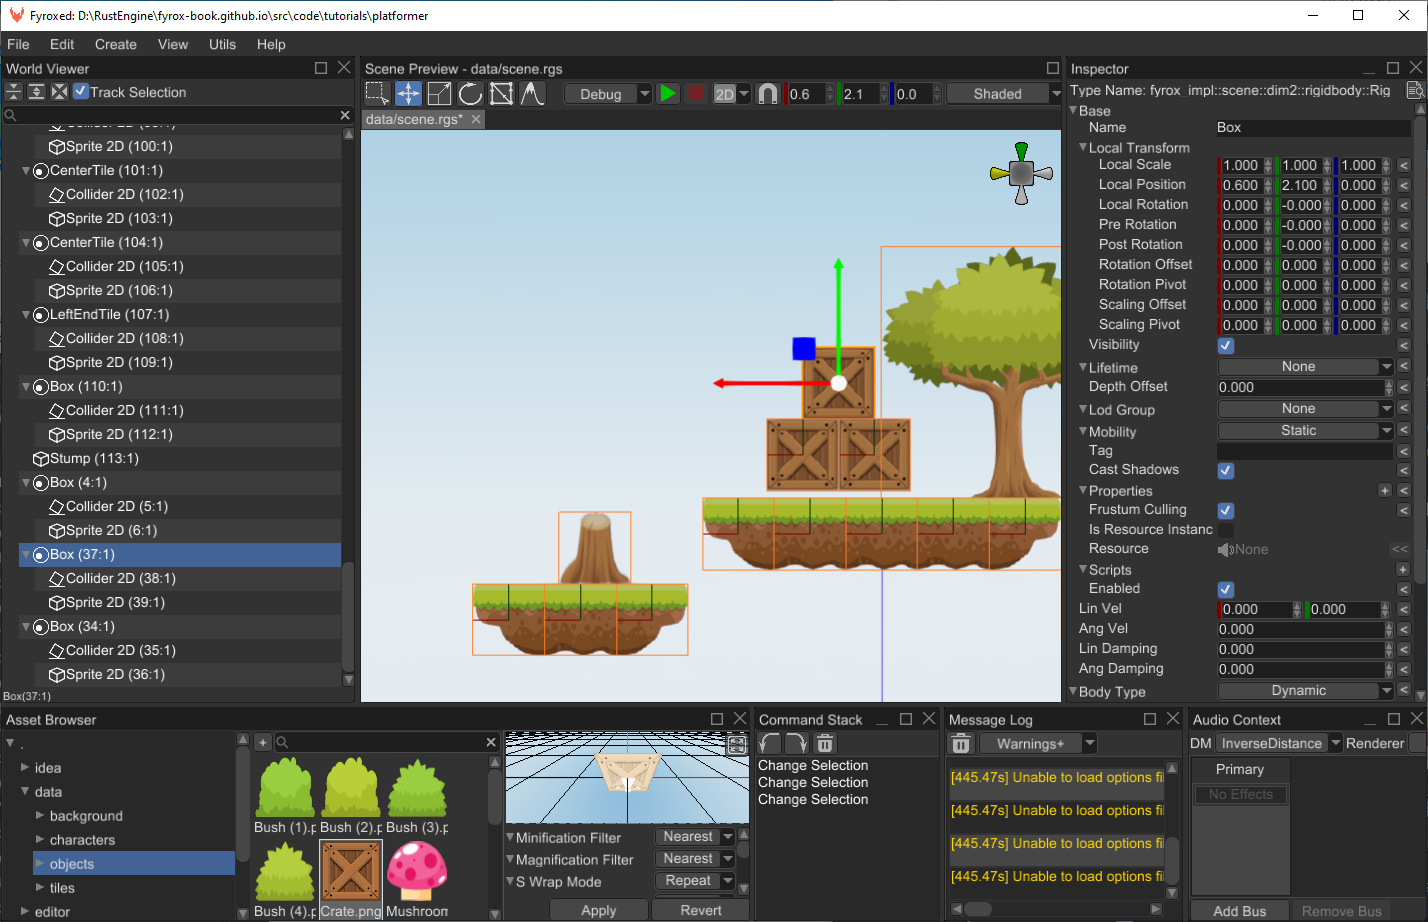 Fyroxed: D:\RustEngine\fyrox-book.github.io\src\code\tutorials\platformer
File Edit Create View Utils Help
World Viewer
Track Selection
Sprite 2D (100:1)
CenterTile (101:1)
Collider 2D (102:1)
Sprite 2D (103:1)
CenterTile (104:1)
Collider 2D (105:1)
Sprite 2D (106:1)
LeftEndTile (107:1)
Collider 2D (108:1)
Sprite 2D (109:1)
Box (110:1)
Collider 2D (111:1)
Sprite 2D (112:1)
Stump (113:1)
Box (4:1)
Collider 2D (5:1)
Sprite 2D (6:1)
Box (37:1)
Collider 2D (38:1)
Sprite 2D (39:1)
Box (34:1)
Collider 2D (35:1)
Sprite 2D (36:1)
Box(37:1)
Scene Preview - data/scene.rgs
Debug 2D 0.6 2.1 0.0 Shaded
data/scene.rgs*
Inspector
Type Name: fyrox_impl::scene::dim2::rigidbody::Rig
Base
Name Box
Local Transform
Local Scale 1.000 1.000 1.000 <
Local Position 0.600 2.100 0.000 <
Local Rotation 0.000 -0.000 0.000 <
Pre Rotation 0.000 -0.000 0.000 <
Post Rotation 0.000 -0.000 0.000 <
Rotation Offset 0.000 0.000 0.000 <
Rotation Pivot 0.000 0.000 0.000 <
Scaling Offset 0.000 0.000 0.000 <
Scaling Pivot 0.000 0.000 0.000 <
Visibility <
Lifetime None <
Depth Offset 0.000 <
Lod Group None <
Mobility Static <
Tag <
Cast Shadows <
Properties + <
Frustum Culling <
Is Resource Instanc
Resource None <<
Scripts +
Enabled <
Lin Vel 0.000 0.000 <
Ang Vel 0.000 <
Lin Damping 0.000 <
Ang Damping 0.000 <
Body Type Dynamic <
Asset Browser
.
idea
data
background
characters
objects
tiles
editor
+
Bush (1).p Bush (2).p Bush (3).p
Bush (4).p Crate.png Mushroom
Minification Filter Nearest
Magnification Filter Nearest
S Wrap Mode Repeat
Apply Revert
Command Stack
Change Selection
Change Selection
Change Selection
Message Log
Warnings+
[445.47s] Unable to load options fi
[445.47s] Unable to load options fi
[445.47s] Unable to load options fi
[445.47s] Unable to load options fi
Audio Context
DM InverseDistance Renderer
Primary
No Effects
Add Bus Remove Bus